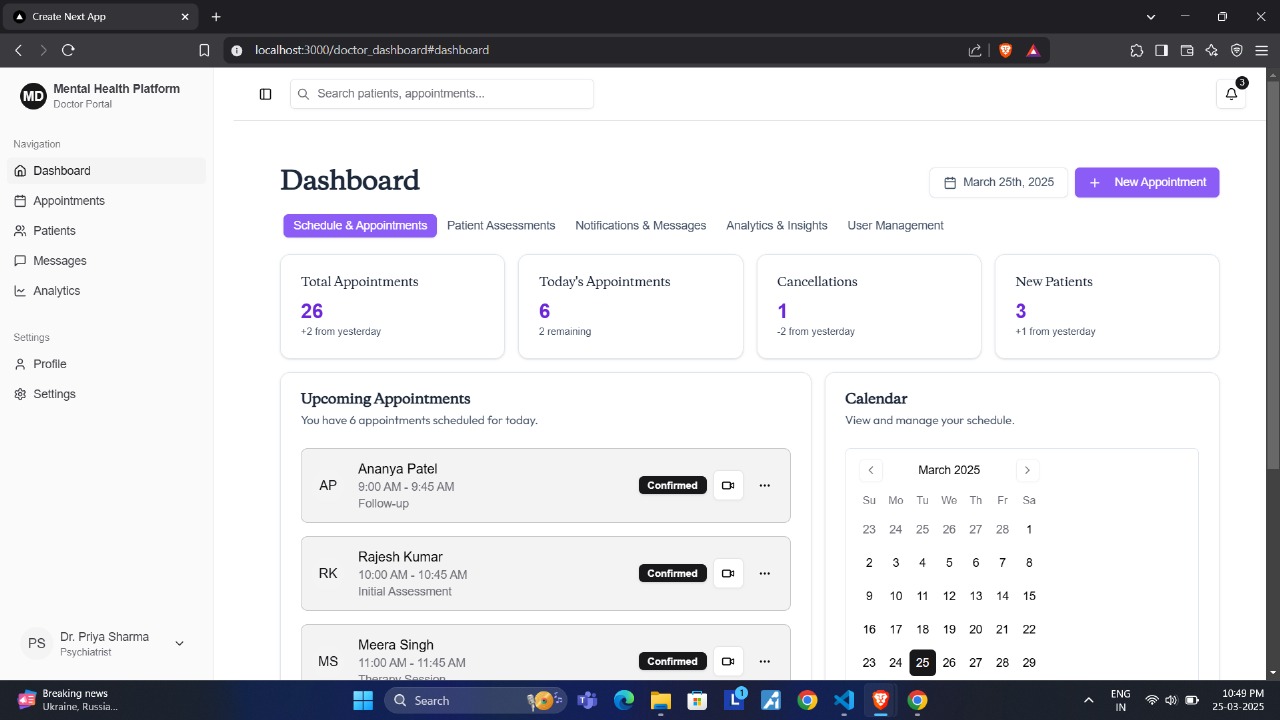 Create Next App
localhost:3000/doctor_dashboard#dashboard
MD
Mental Health Platform
Doctor Portal
Search patients, appointments...
3
Navigation
Dashboard
Appointments
Patients
Messages
Analytics
Settings
Profile
Settings
PS
Dr. Priya Sharma
Psychiatrist
Dashboard
March 25th, 2025
+ New Appointment
Schedule & Appointments
Patient Assessments
Notifications & Messages
Analytics & Insights
User Management
Total Appointments
26
+2 from yesterday
Today's Appointments
6
2 remaining
Cancellations
1
-2 from yesterday
New Patients
3
+1 from yesterday
Upcoming Appointments
You have 6 appointments scheduled for today.
AP
Ananya Patel
9:00 AM - 9:45 AM
Follow-up
Confirmed
RK
Rajesh Kumar
10:00 AM - 10:45 AM
Initial Assessment
Confirmed
MS
Meera Singh
11:00 AM - 11:45 AM
Therapy Session
Confirmed
Calendar
View and manage your schedule.
March 2025
Su Mo Tu We Th Fr Sa
23 24 25 26 27 28 1
2 3 4 5 6 7 8
9 10 11 12 13 14 15
16 17 18 19 20 21 22
23 24 25 26 27 28 29
Breaking news
Ukraine, Russia...
Search
L
1
ENG
IN
10:49 PM
25-03-2025